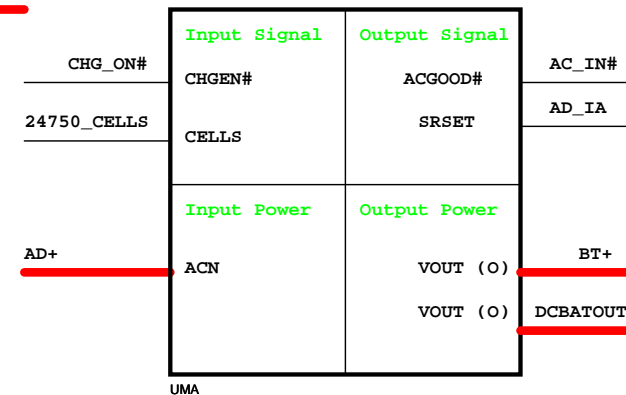 Input Signal
Output Signal
CHG_ON#
CHGEN#
ACGOOD#
AC_IN#
24750_CELLS
CELLS
SRSET
AD_IA
Input Power
Output Power
AD+
ACN
VOUT (O)
BT+
VOUT (O)
DCBATOUT
UMA